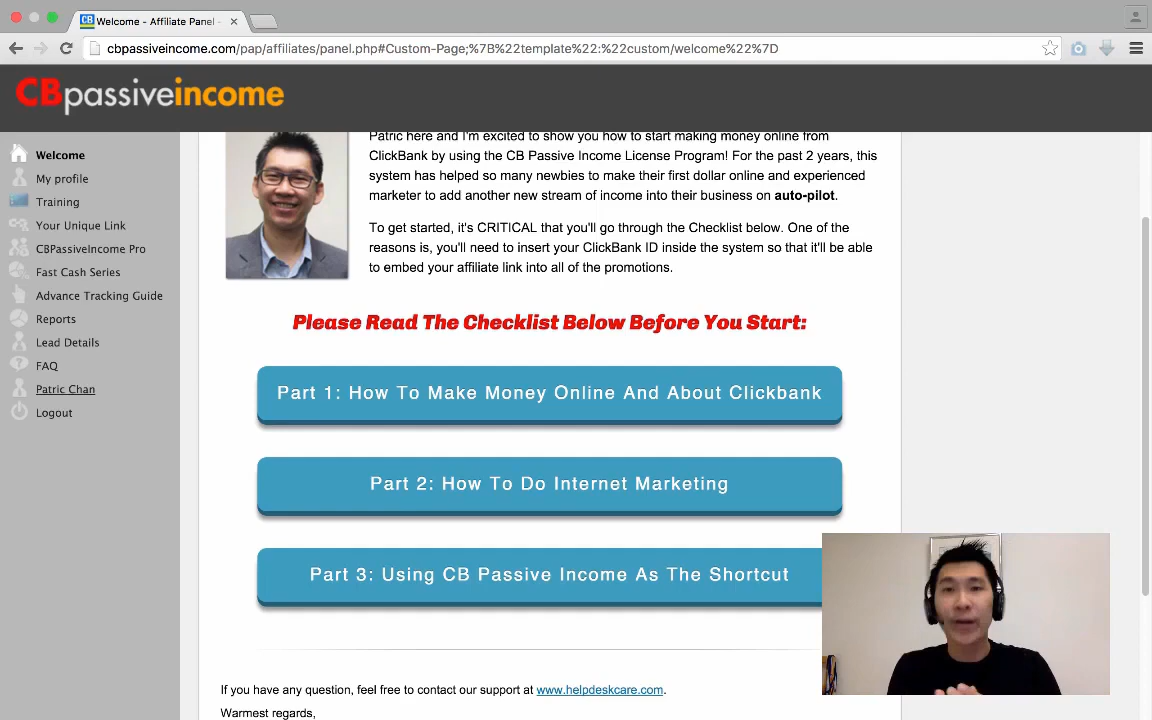 Welcome - Affiliate Panel -
cbpassiveincome.com/pap/affiliates/panel.php#Custom-Page;%7B%22template%22:%22custom/welcome%22%7D
CBpassiveincome
Welcome
My profile
Training
Your Unique Link
CBPassiveIncome Pro
Fast Cash Series
Advance Tracking Guide
Reports
Lead Details
FAQ
Patric Chan
Logout
Patric here and I'm excited to show you how to start making money online from
ClickBank by using the CB Passive Income License Program! For the past 2 years, this
system has helped so many newbies to make their first dollar online and experienced
marketer to add another new stream of income into their business on auto-pilot.
To get started, it's CRITICAL that you'll go through the Checklist below. One of the
reasons is, you'll need to insert your ClickBank ID inside the system so that it'll be able
to embed your affiliate link into all of the promotions.
Please Read The Checklist Below Before You Start:
Part 1: How To Make Money Online And About Clickbank
Part 2: How To Do Internet Marketing
Part 3: Using CB Passive Income As The Shortcut
If you have any question, feel free to contact our support at www.helpdeskcare.com.
Warmest regards,